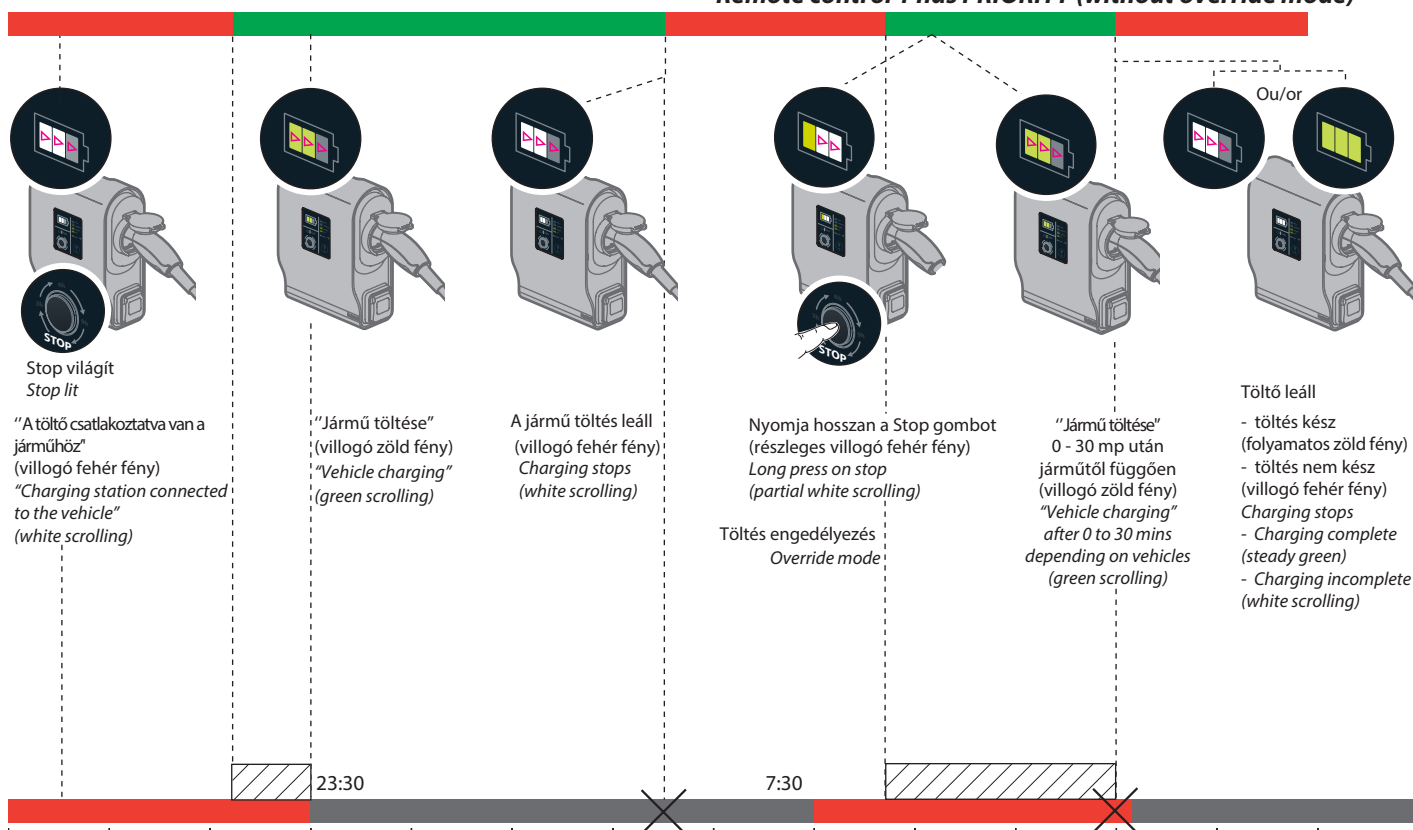 Remote control 1 has PRIORITY (without override mode)
Ou/or
STOP
STOP
Stop világít
Stop lit
‘‘A töltő csatlakoztatva van a
járműhöz"
(villogó fehér fény)
“Charging station connected
to the vehicle”
(white scrolling)
‘‘Jármű töltése”
(villogó zöld fény)
“Vehicle charging”
(green scrolling)
A jármű töltés leáll
(villogó fehér fény)
Charging stops
(white scrolling)
Nyomja hosszan a Stop gombot
(részleges villogó fehér fény)
Long press on stop
(partial white scrolling)
Töltés engedélyezés
Override mode
‘‘Jármű töltése"
0 - 30 mp után
járműtől függően
(villogó zöld fény)
“Vehicle charging”
after 0 to 30 mins
depending on vehicles
(green scrolling)
Töltő leáll
- töltés kész
(folyamatos zöld fény)
- töltés nem kész
(villogó fehér fény)
Charging stops
- Charging complete
(steady green)
- Charging incomplete
(white scrolling)
23:30
7:30